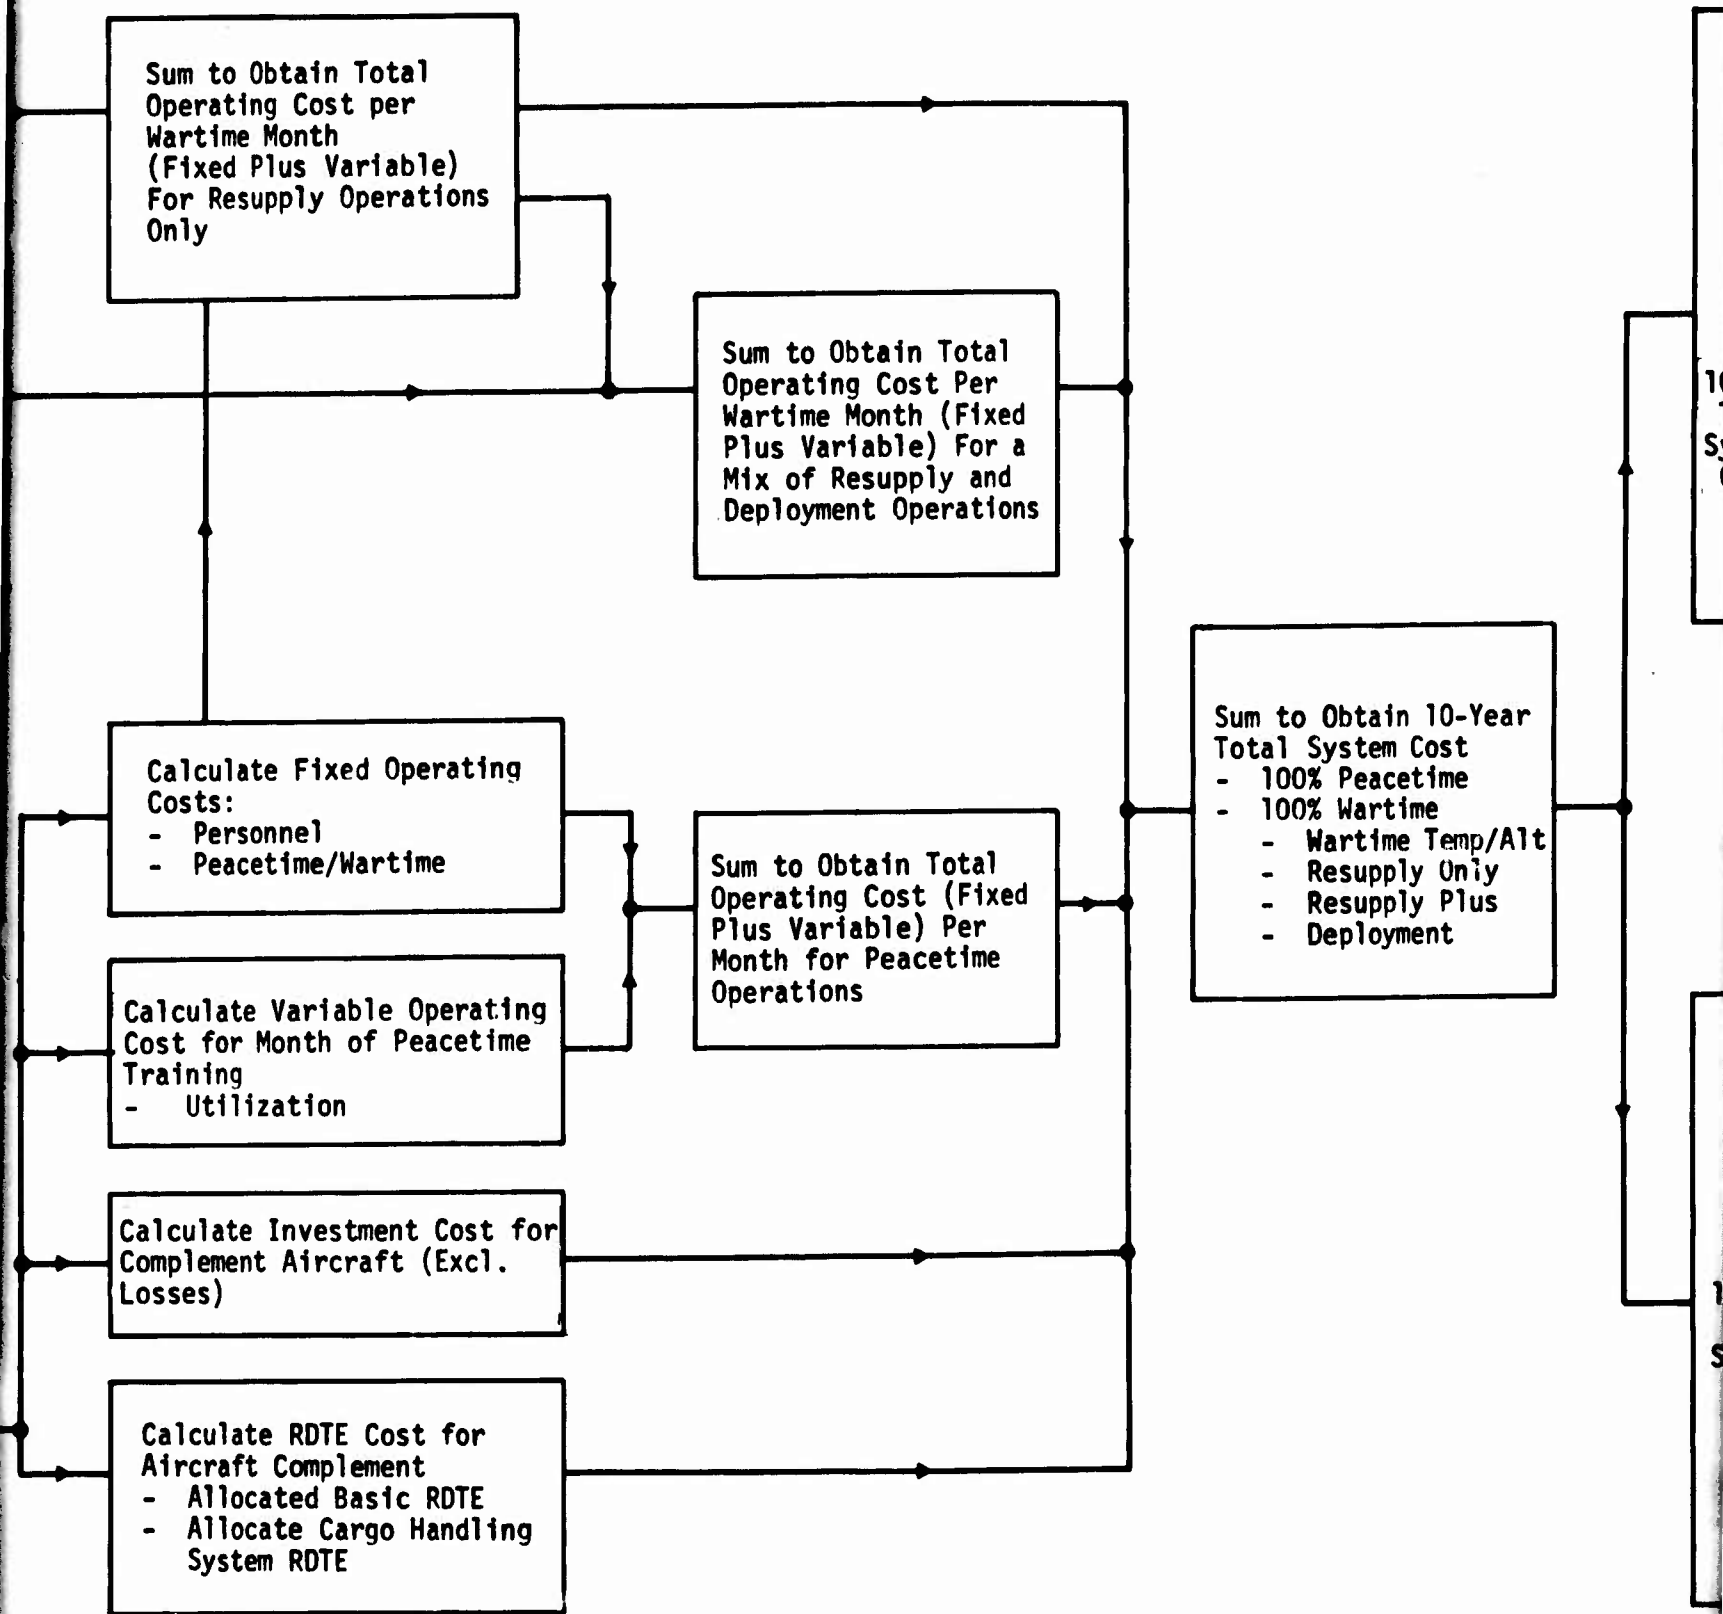 Sum to Obtain Total
Operating Cost per
Wartime Month
(Fixed Plus Variable)
For Resupply Operations
Only
Sum to Obtain Total
Operating Cost Per
Wartime Month (Fixed
Plus Variable) For a
Mix of Resupply and
Deployment Operations
Calculate Fixed Operating
Costs:
- Personnel
- Peacetime/Wartime
Calculate Variable Operating
Cost for Month of Peacetime
Training
- Utilization
Sum to Obtain Total
Operating Cost (Fixed
Plus Variable) Per
Month for Peacetime
Operations
Calculate Investment Cost for
Complement Aircraft (Excl.
Losses)
Calculate RDTE Cost for
Aircraft Complement
- Allocated Basic RDTE
- Allocate Cargo Handling
System RDTE
Sum to Obtain 10-Year
Total System Cost
- 100% Peacetime
- 100% Wartime
- Wartime Temp/Alt
- Resupply Only
- Resupply Plus
- Deployment